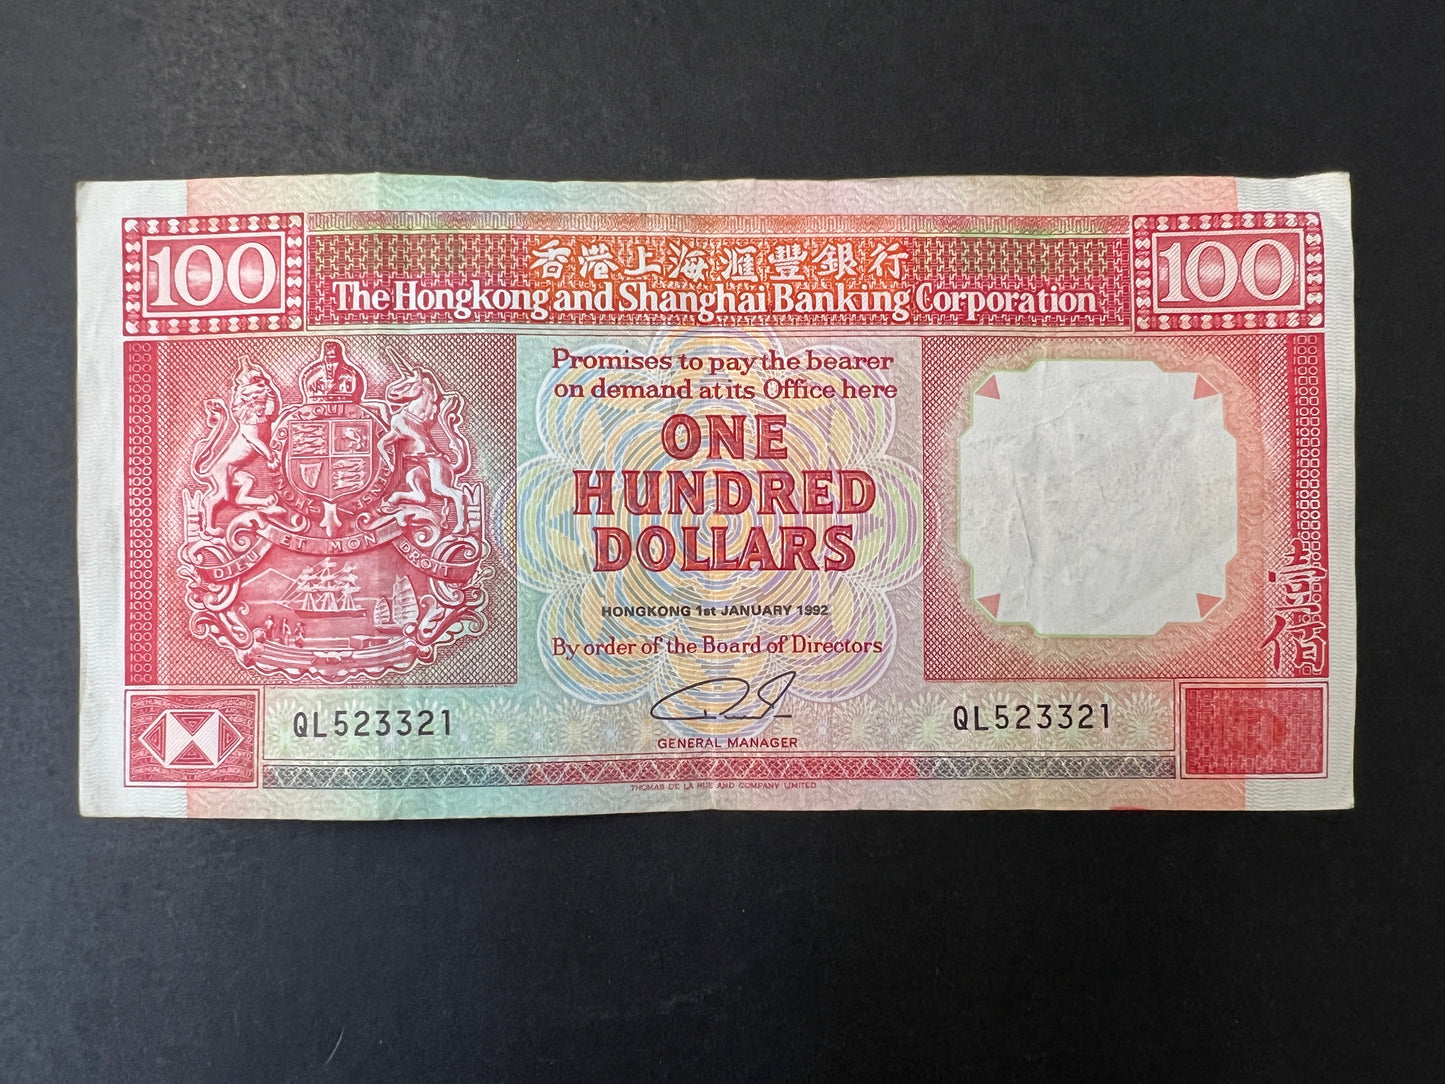 100
香港上海滙豐銀行
100
The Hongkong and Shanghai Banking Corporation
Promises to pay the bearer
on demand at its Office here
ONE
HUNDRED
DOLLARS
DIEU ET MON DROIT
HONGKONG 1st JANUARY 1992
By order of the Board of Directors
壹佰
QL523321
QL523321
GENERAL MANAGER
THOMAS DE LA RUE AND COMPANY LIMITED